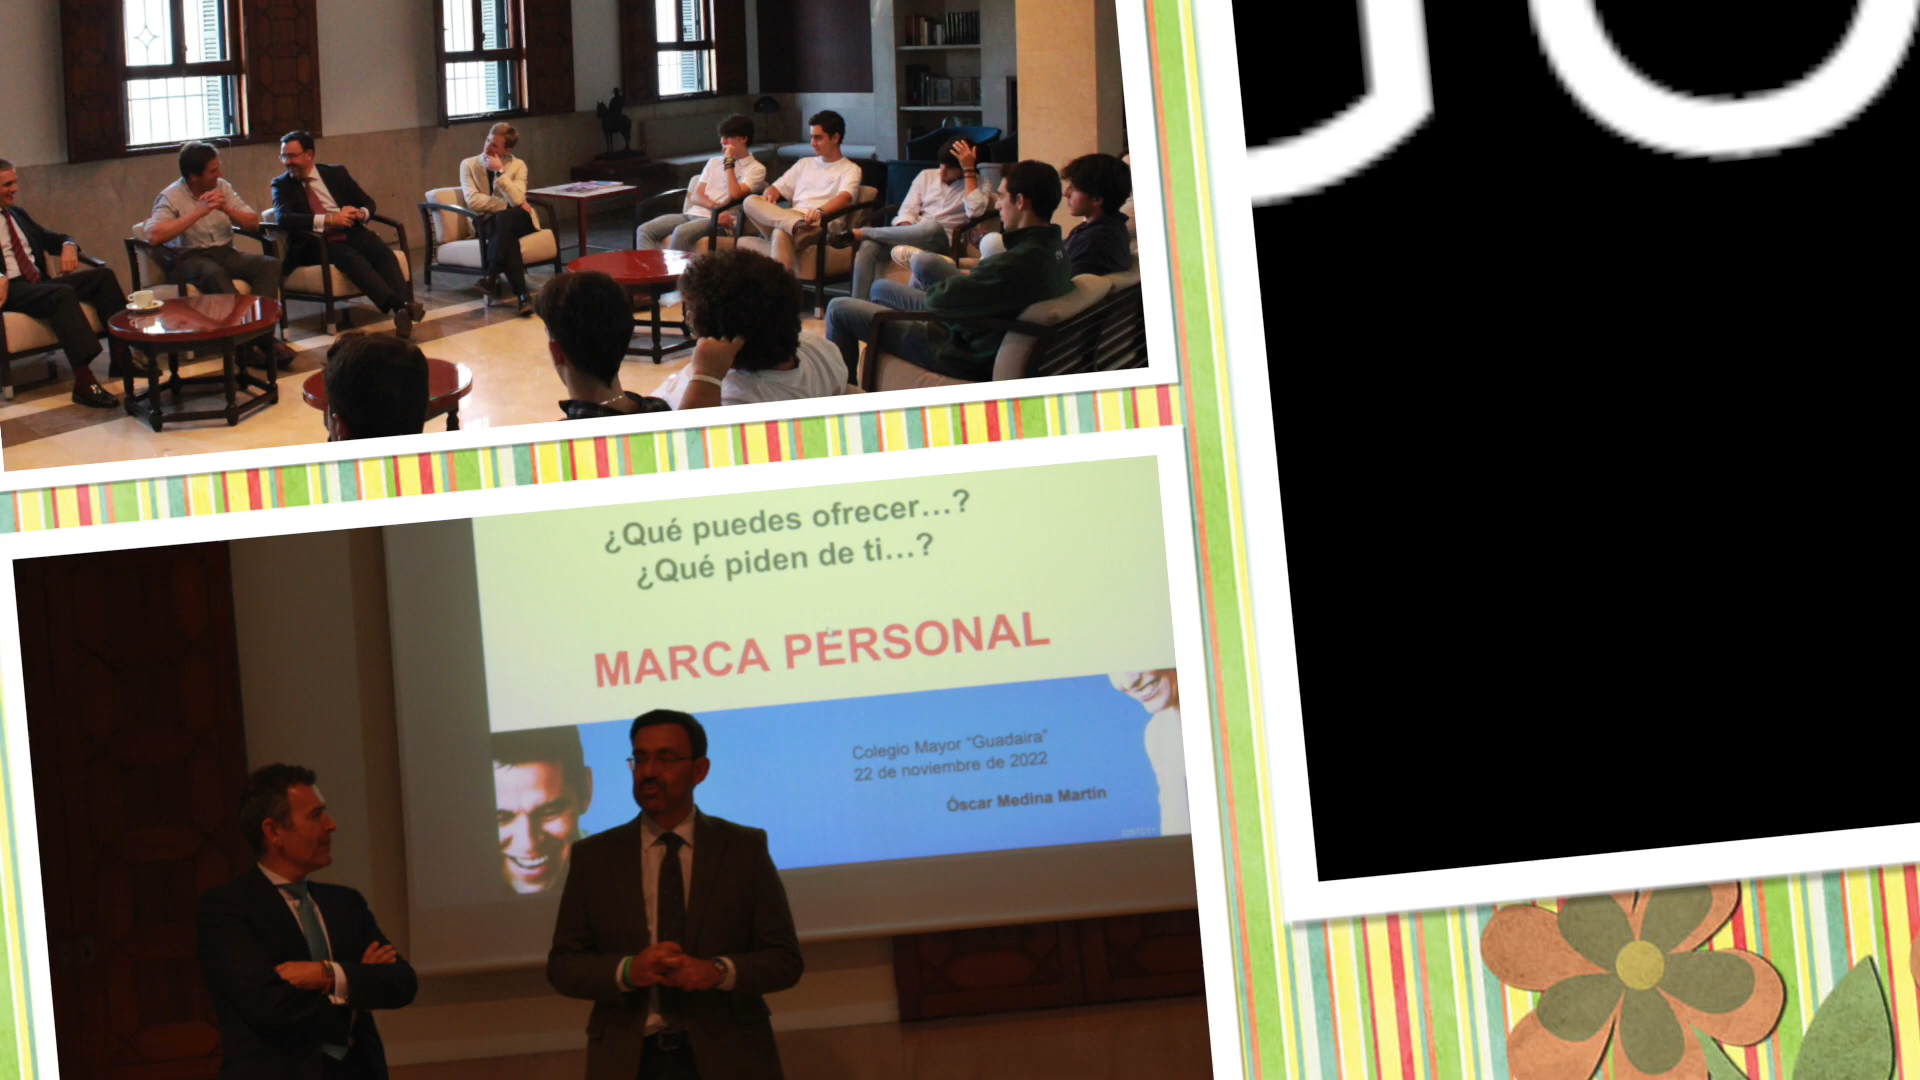 ¿Qué puedes ofrecer...?
¿Qué piden de ti...?
MARCA PERSONAL
Colegio Mayor "Guadaira"
22 de noviembre de 2022
Óscar Medina Martín